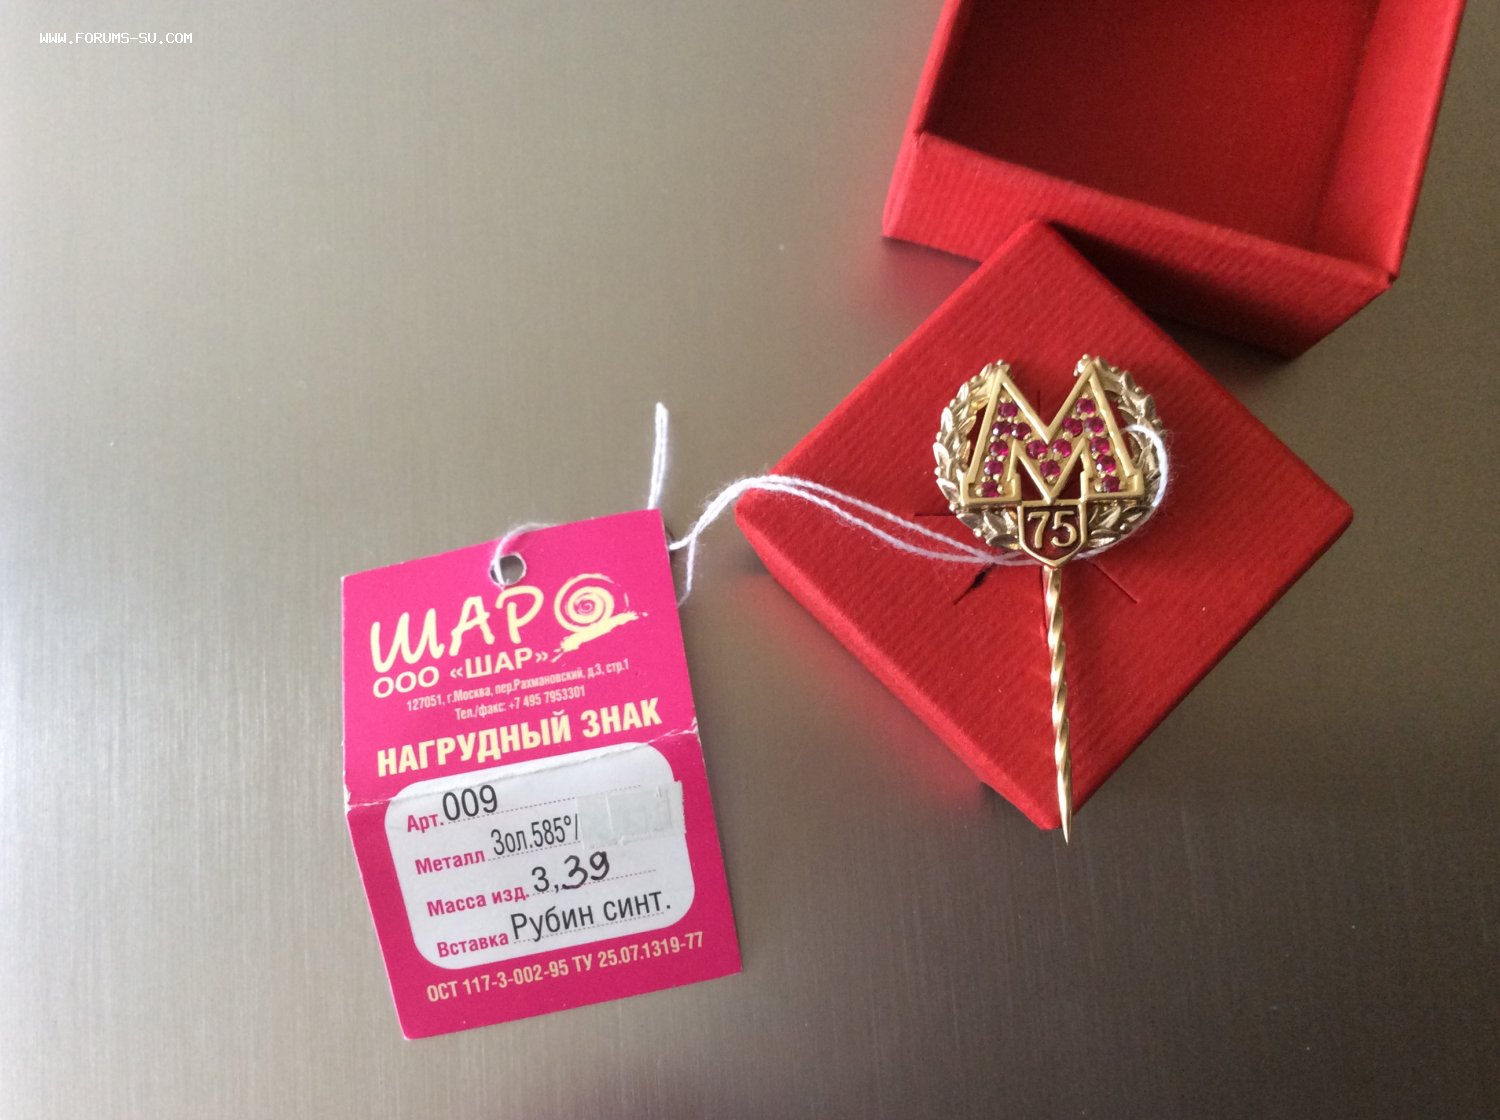 WWW.FORUMS-SU.COM
М
75
ШАР
ООО «ШАР»
127051, г.Москва, пер.Рахмановский, д.3, стр.1
Тел./факс: +7 495 7953301
НАГРУДНЫЙ ЗНАК
Арт. 009
Металл Зол.585°/
Масса изд. 3,39
Вставка Рубин синт.
ОСТ 117-3-002-95 ТУ 25.07.1319-77